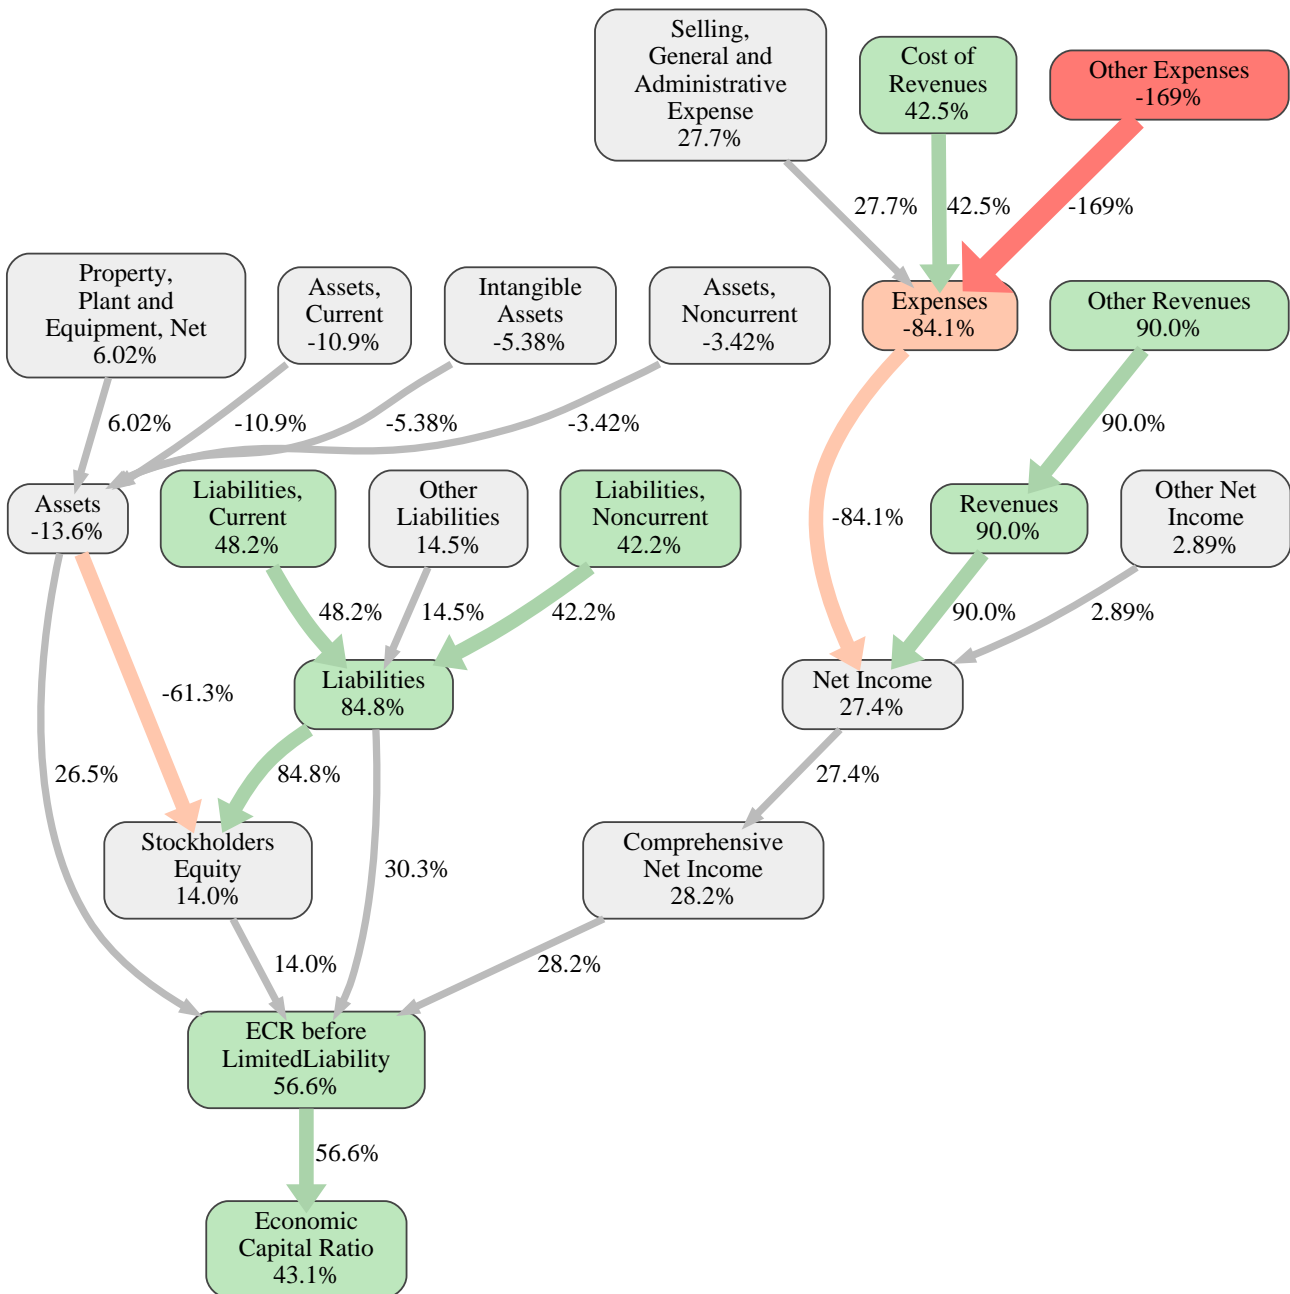 Selling,
General and
Administrative
Expense
27.7%
Cost of
Revenues
42.5%
Other Expenses
-169%
27.7%
42.5%
-169%
Property,
Plant and
Equipment, Net
6.02%
Assets,
Current
-10.9%
Intangible
Assets
-5.38%
Assets,
Noncurrent
-3.42%
Expenses
-84.1%
Other Revenues
90.0%
6.02%
-10.9%
-5.38%
-3.42%
90.0%
Assets
-13.6%
Liabilities,
Current
48.2%
Other
Liabilities
14.5%
Liabilities,
Noncurrent
42.2%
-84.1%
Revenues
90.0%
Other Net
Income
2.89%
48.2%
14.5%
42.2%
90.0%
2.89%
-61.3%
Liabilities
84.8%
Net Income
27.4%
26.5%
84.8%
27.4%
Stockholders
Equity
14.0%
30.3%
Comprehensive
Net Income
28.2%
14.0%
28.2%
ECR before
LimitedLiability
56.6%
56.6%
Economic
Capital Ratio
43.1%